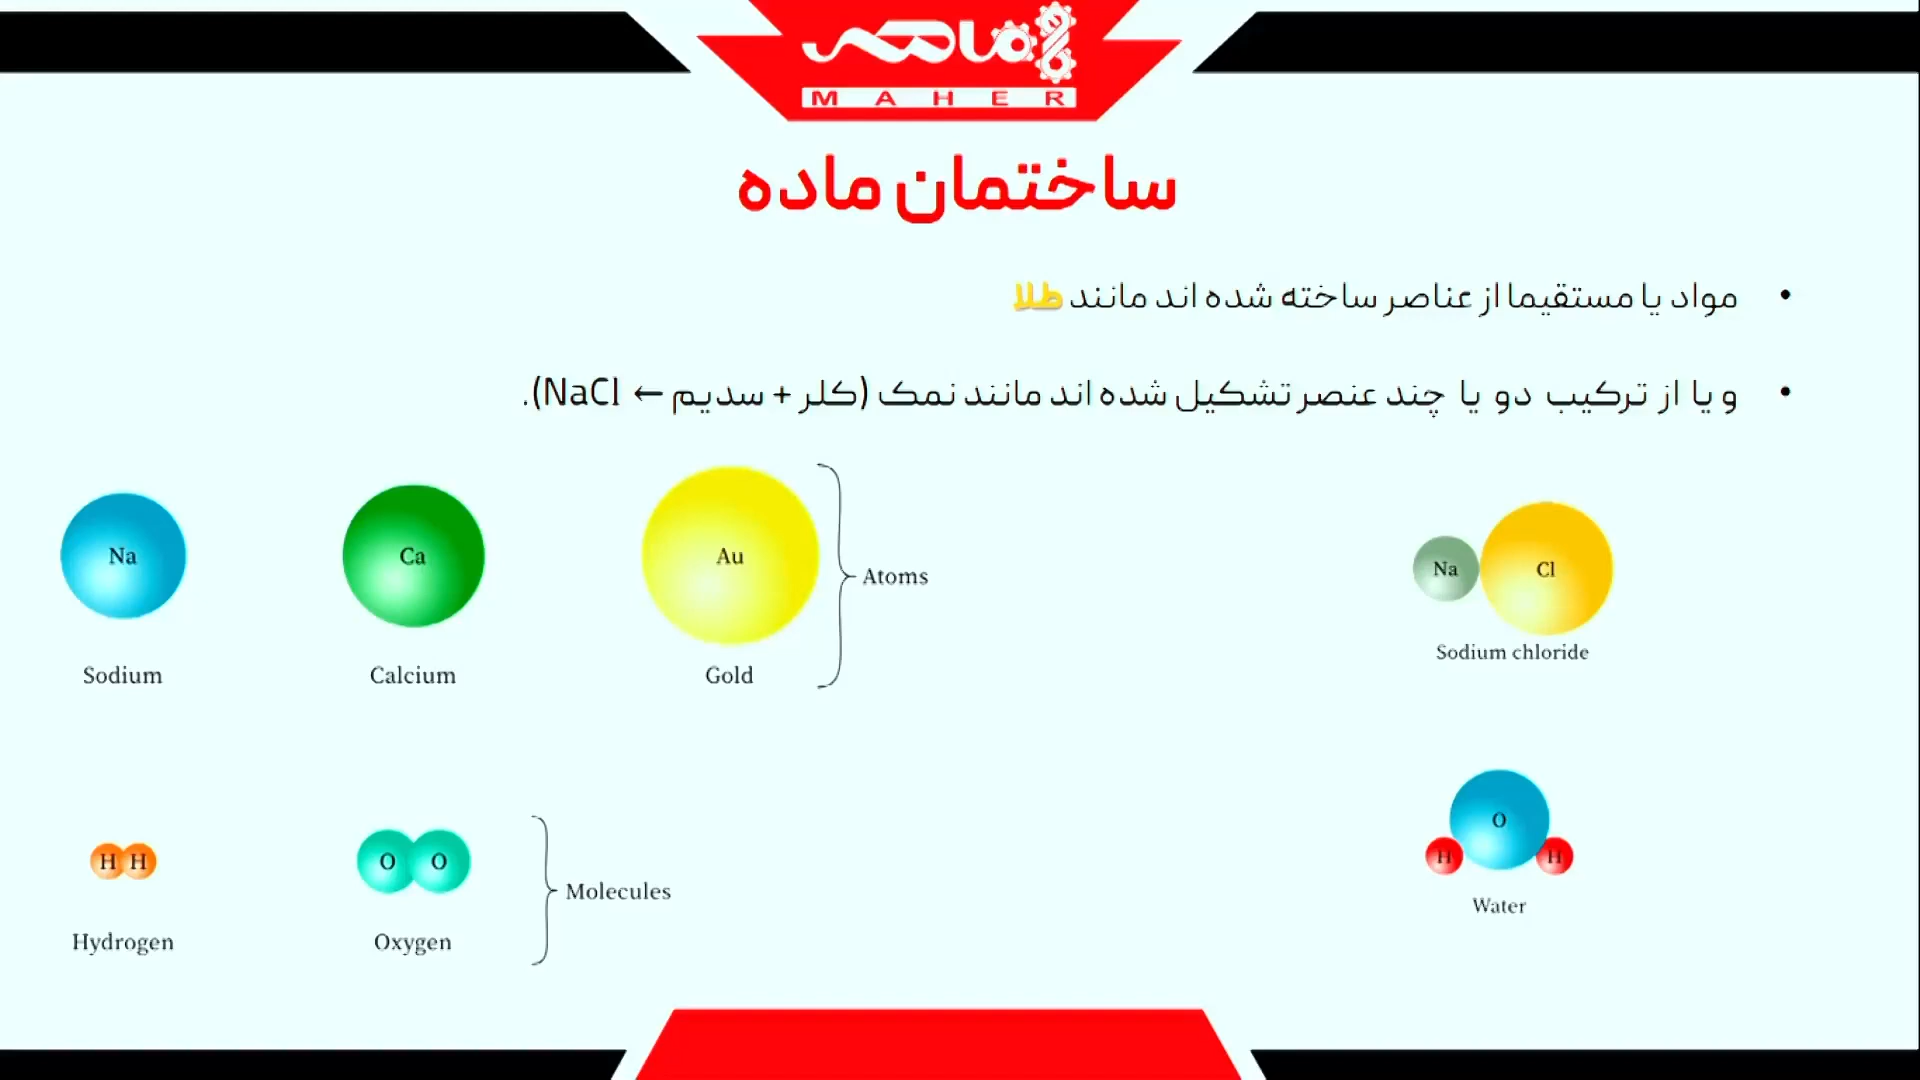 ماهر
MAHER
ساختمان ماده
• مواد یا مستقیما از عناصر ساخته شده اند مانند طلا
• و یا از ترکیب دو یا چند عنصر تشکیل شده اند مانند نمک (کلر + سدیم ← NaCl).
Na
Ca
Au
Atoms
Sodium
Calcium
Gold
Na
Cl
Sodium chloride
H H
O O
Molecules
Hydrogen
Oxygen
O
H
H
Water